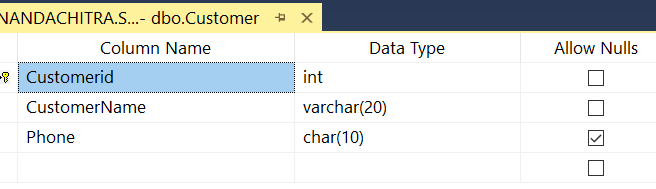 NANDACHITRA.S...- dbo.Customer
Column Name Data Type Allow Nulls
Customerid int
CustomerName varchar(20)
Phone char(10)